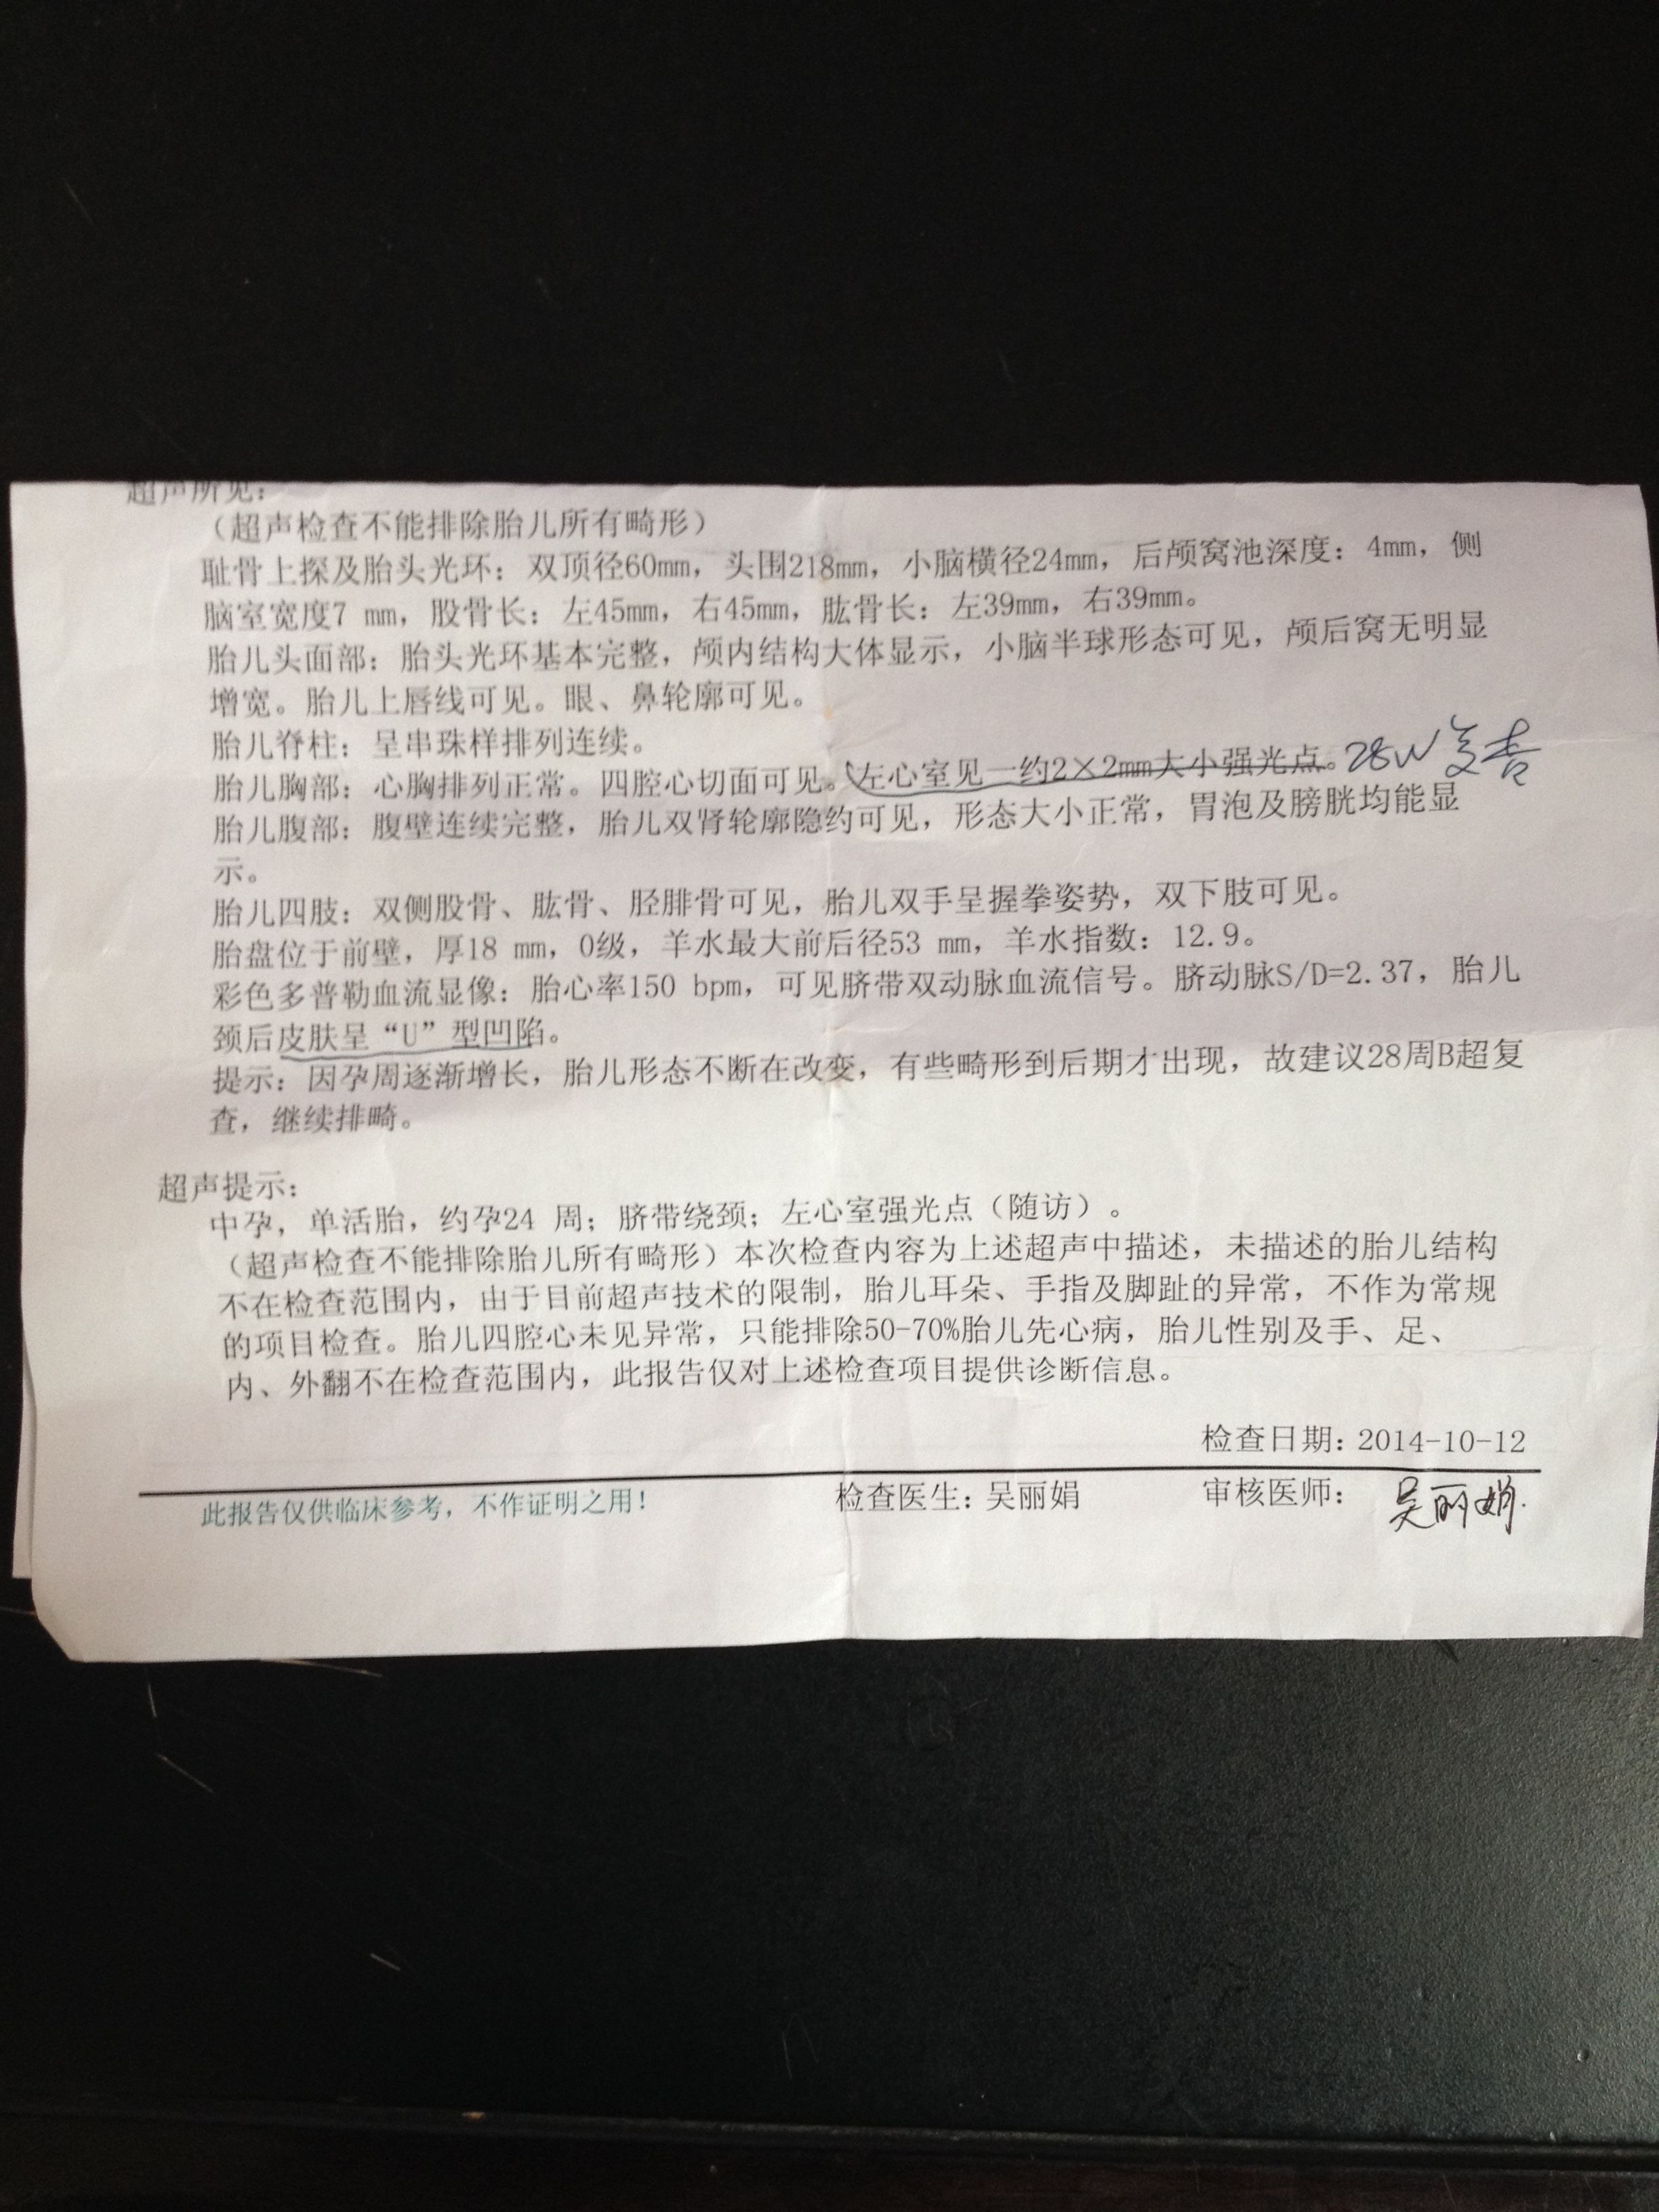 超声所见：
（超声检查不能排除胎儿所有畸形）
耻骨上探及胎头光环：双顶径60mm，头围218mm，小脑横径24mm，后颅窝池深度：4mm，侧
脑室宽度7 mm，股骨长：左45mm，右45mm，肱骨长：左39mm，右39mm。
胎儿头面部：胎头光环基本完整，颅内结构大体显示，小脑半球形态可见，颅后窝无明显
增宽。胎儿上唇线可见。眼、鼻轮廓可见。
胎儿脊柱：呈串珠样排列连续。
胎儿胸部：心胸排列正常。四腔心切面可见。左心室见一约2×2mm大小强光点。28W复查
胎儿腹部：腹壁连续完整，胎儿双肾轮廓隐约可见，形态大小正常，胃泡及膀胱均能显
示。
胎儿四肢：双侧股骨、肱骨、胫腓骨可见，胎儿双手呈握拳姿势，双下肢可见。
胎盘位于前壁，厚18 mm，0级，羊水最大前后径53 mm，羊水指数：12.9。
彩色多普勒血流显像：胎心率150 bpm，可见脐带双动脉血流信号。脐动脉S/D=2.37，胎儿
颈后皮肤呈“U”型凹陷。
提示：因孕周逐渐增长，胎儿形态不断在改变，有些畸形到后期才出现，故建议28周B超复
查，继续排畸。
超声提示：
中孕，单活胎，约孕24 周；脐带绕颈；左心室强光点（随访）。
（超声检查不能排除胎儿所有畸形）本次检查内容为上述超声中描述，未描述的胎儿结构
不在检查范围内，由于目前超声技术的限制，胎儿耳朵、手指及脚趾的异常，不作为常规
的项目检查。胎儿四腔心未见异常，只能排除50-70%胎儿先心病，胎儿性别及手、足、
内、外翻不在检查范围内，此报告仅对上述检查项目提供诊断信息。
检查日期：2014-10-12
此报告仅供临床参考，不作证明之用！ 检查医生：吴丽娟 审核医师： 吴丽娟